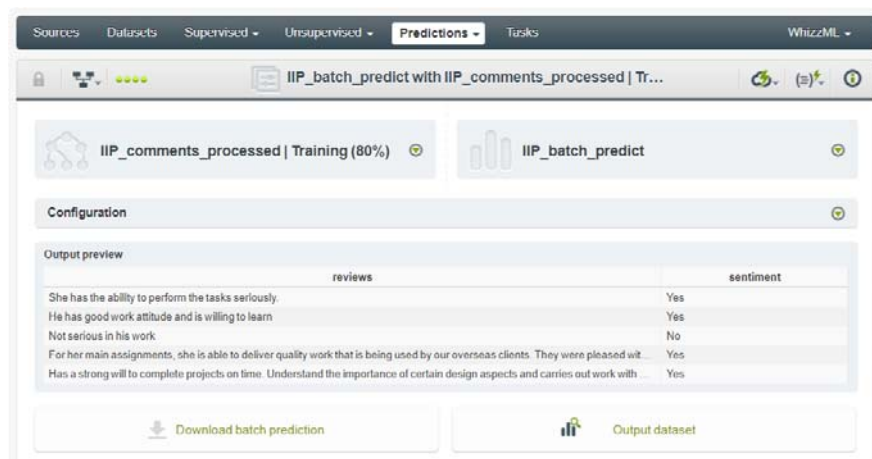 Sources Datasets Supervised Unsupervised Predictions Tasks WhizzML
IIP_batch_predict with IIP_comments_processed | Tr...
IIP_comments_processed | Training (80%) IIP_batch_predict
Configuration
Output preview
reviews sentiment
She has the ability to perform the tasks seriously. Yes
He has good work attitude and is willing to learn Yes
Not serious in his work No
For her main assignments, she is able to deliver quality work that is being used by our overseas clients. They were pleased wit... Yes
Has a strong will to complete projects on time. Understand the importance of certain design aspects and carries out work with ... Yes
Download batch prediction Output dataset